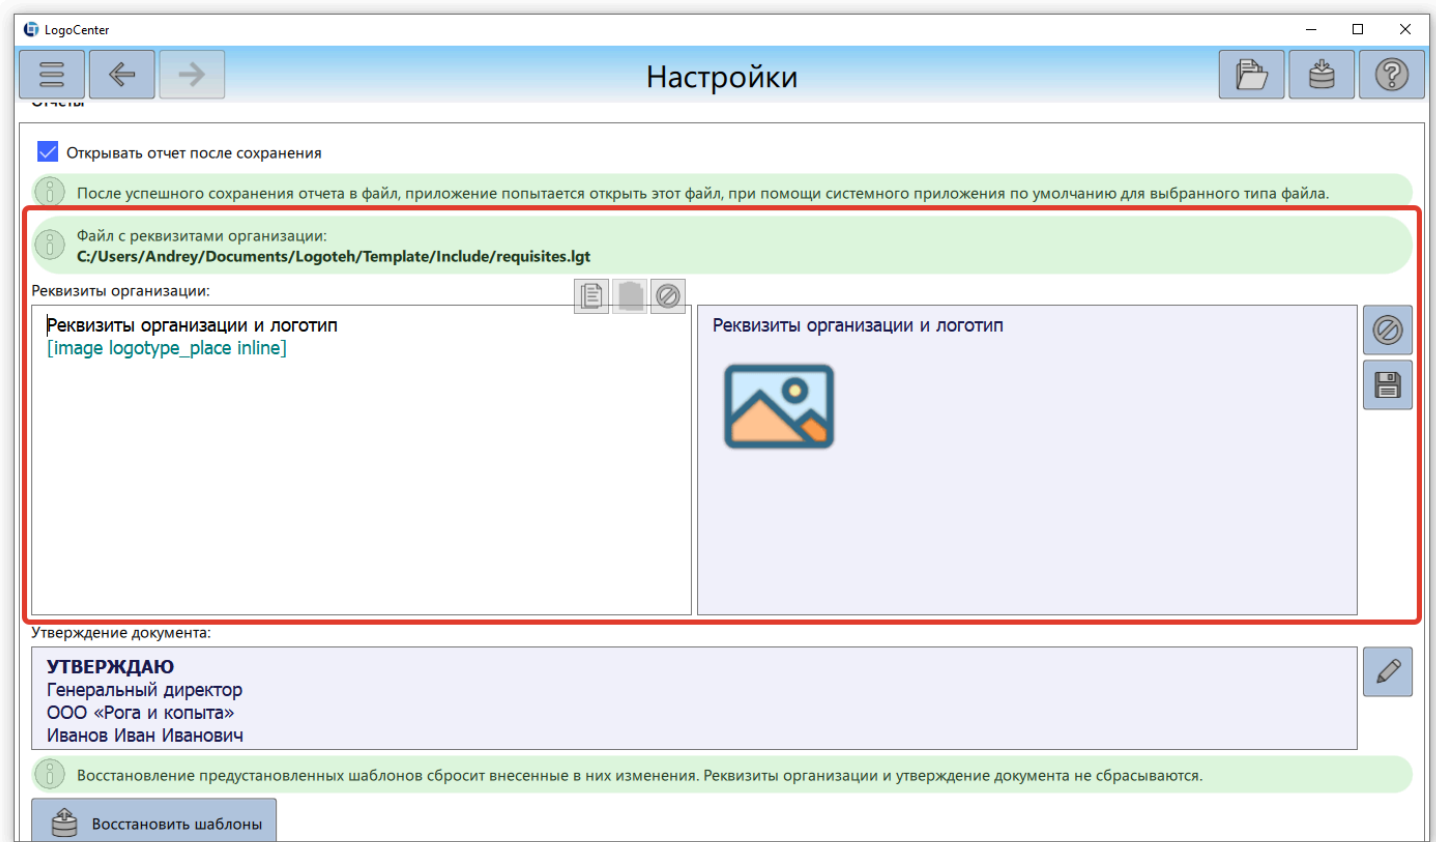 LogoCenter
Настройки
Отчеты
Открывать отчет после сохранения
После успешного сохранения отчета в файл, приложение попытается открыть этот файл, при помощи системного приложения по умолчанию для выбранного типа файла.
Файл с реквизитами организации:
C:/Users/Andrey/Documents/Logoteh/Template/Include/requisites.lgt
Реквизиты организации:
Реквизиты организации и логотип
[image logotype_place inline]
Реквизиты организации и логотип
Утверждение документа:
УТВЕРЖДАЮ
Генеральный директор
ООО «Рога и копыта»
Иванов Иван Иванович
Восстановление предустановленных шаблонов сбросит внесенные в них изменения. Реквизиты организации и утверждение документа не сбрасываются.
Восстановить шаблоны